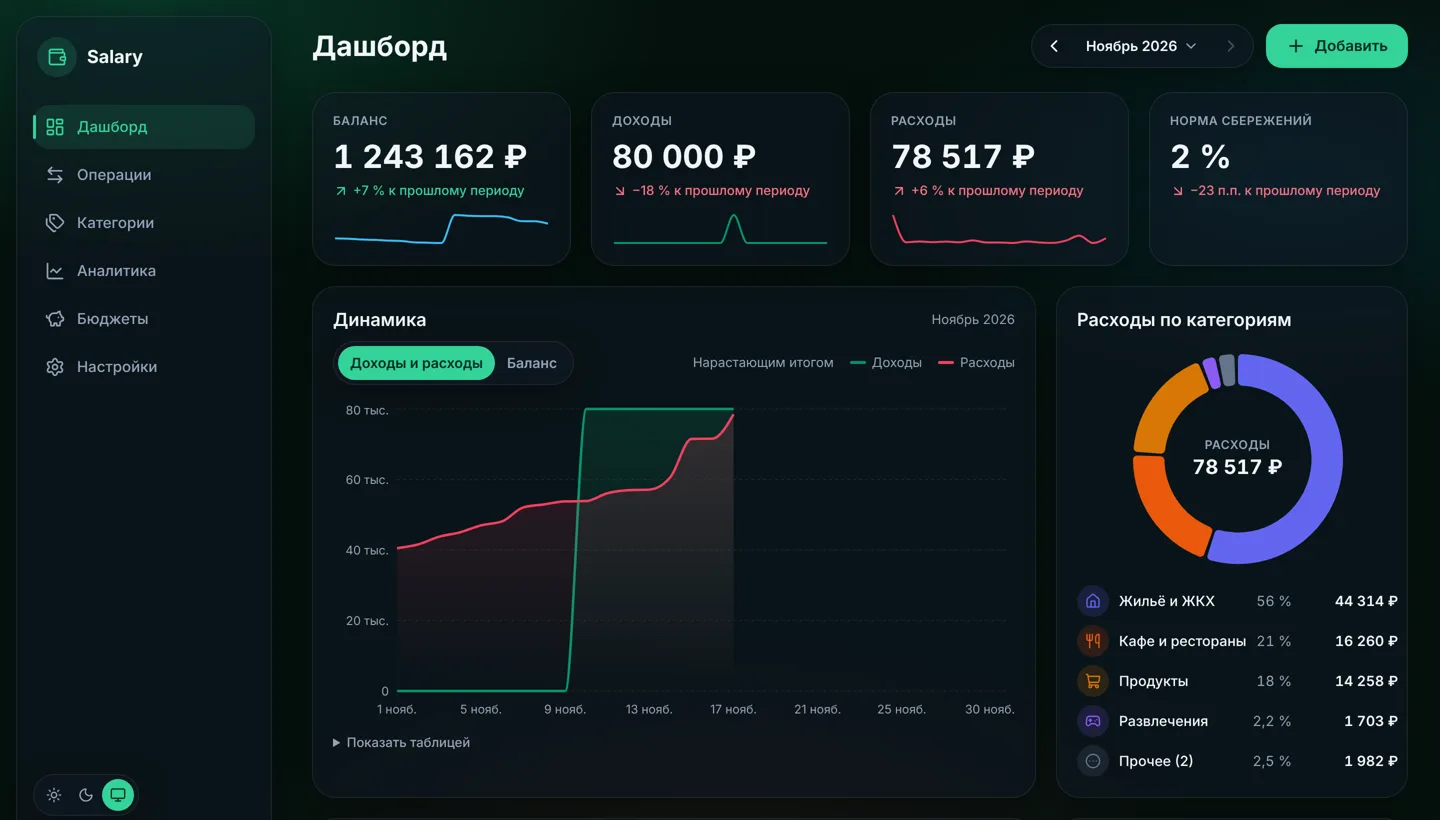 Salary
Дашборд
Операции
Категории
Аналитика
Бюджеты
Настройки
Дашборд
Ноябрь 2026
Добавить
БАЛАНС
1 243 162 ₽
+7 % к прошлому периоду
ДОХОДЫ
80 000 ₽
−18 % к прошлому периоду
РАСХОДЫ
78 517 ₽
+6 % к прошлому периоду
НОРМА СБЕРЕЖЕНИЙ
2 %
−23 п.п. к прошлому периоду
Динамика
Ноябрь 2026
Доходы и расходы Баланс
Нарастающим итогом Доходы Расходы
80 тыс.
60 тыс.
40 тыс.
20 тыс.
0
1 нояб. 5 нояб. 9 нояб. 13 нояб. 17 нояб. 21 нояб. 25 нояб. 30 нояб.
Показать таблицей
Расходы по категориям
РАСХОДЫ
78 517 ₽
Жильё и ЖКХ 56 % 44 314 ₽
Кафе и рестораны 21 % 16 260 ₽
Продукты 18 % 14 258 ₽
Развлечения 2,2 % 1 703 ₽
Прочее (2) 2,5 % 1 982 ₽